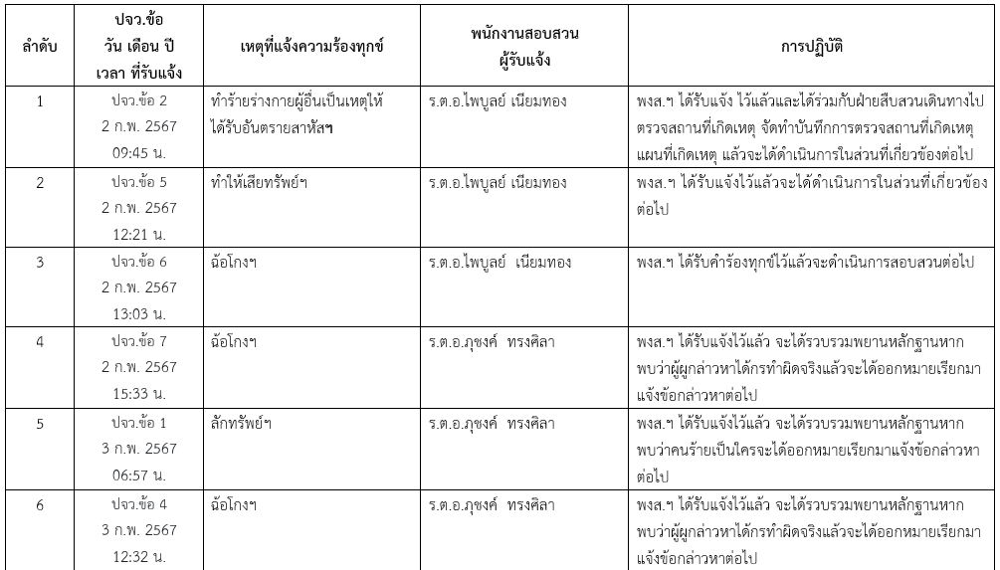 ลำดับ
ปจว.ข้อ
วัน เดือน ปี
เวลา ที่รับแจ้ง
เหตุที่แจ้งความร้องทุกข์
พนักงานสอบสวน
ผู้รับแจ้ง
การปฏิบัติ
1
ปจว.ข้อ 2
2 ก.พ. 2567
09:45 น.
ทำร้ายร่างกายผู้อื่นเป็นเหตุให้
ได้รับอันตรายสาหัสฯ
ร.ต.อ.ไพบูลย์ เนียมทอง
พงส.ฯ ได้รับแจ้ง ไว้แล้วและได้ร่วมกับฝ่ายสืบสวนเดินทางไป
ตรวจสถานที่เกิดเหตุ จัดทำบันทึกการตรวจสถานที่เกิดเหตุ
แผนที่เกิดเหตุ แล้วจะได้ดำเนินการในส่วนที่เกี่ยวข้องต่อไป
2
ปจว.ข้อ 5
2 ก.พ. 2567
12:21 น.
ทำให้เสียทรัพย์ฯ
ร.ต.อ.ไพบูลย์ เนียมทอง
พงส.ฯ ได้รับแจ้งไว้แล้วจะได้ดำเนินการในส่วนที่เกี่ยวข้อง
ต่อไป
3
ปจว.ข้อ 6
2 ก.พ. 2567
13:03 น.
ฉ้อโกงฯ
ร.ต.อ.ไพบูลย์ เนียมทอง
พงส.ฯ ได้รับคำร้องทุกข์ไว้แล้วจะดำเนินการสอบสวนต่อไป
4
ปจว.ข้อ 7
2 ก.พ. 2567
15:33 น.
ฉ้อโกงฯ
ร.ต.อ.ภุชงค์ ทรงศิลา
พงส.ฯ ได้รับแจ้งไว้แล้ว จะได้รวบรวมพยานหลักฐานหาก
พบว่าผู้ผูกล่าวหาได้กรทำผิดจริงแล้วจะได้ออกหมายเรียกมา
แจ้งข้อกล่าวหาต่อไป
5
ปจว.ข้อ 1
3 ก.พ. 2567
06:57 น.
ลักทรัพย์ฯ
ร.ต.อ.ภุชงค์ ทรงศิลา
พงส.ฯ ได้รับแจ้งไว้แล้ว จะได้รวบรวมพยานหลักฐานหาก
พบว่าคนร้ายเป็นใครจะได้ออกหมายเรียกมาแจ้งข้อกล่าวหา
ต่อไป
6
ปจว.ข้อ 4
3 ก.พ. 2567
12:32 น.
ฉ้อโกงฯ
ร.ต.อ.ภุชงค์ ทรงศิลา
พงส.ฯ ได้รับแจ้งไว้แล้ว จะได้รวบรวมพยานหลักฐานหาก
พบว่าผู้ผูกล่าวหาได้กรทำผิดจริงแล้วจะได้ออกหมายเรียกมา
แจ้งข้อกล่าวหาต่อไป